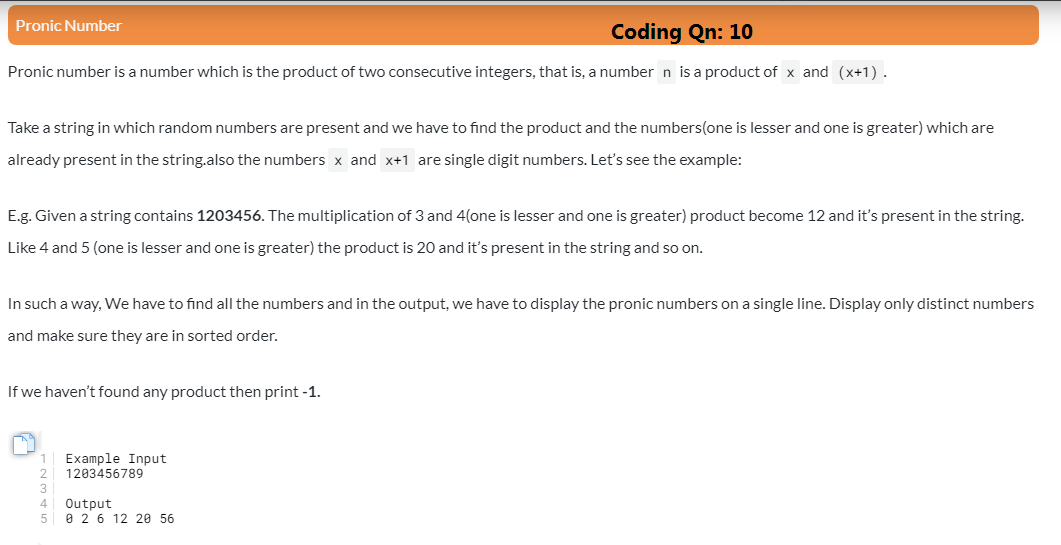 Pronic Number
Coding Qn: 10
Pronic number is a number which is the product of two consecutive integers, that is, a number n is a product of x and (x+1) .
Take a string in which random numbers are present and we have to find the product and the numbers(one is lesser and one is greater) which are
already present in the string.also the numbers x and x+1 are single digit numbers. Let's see the example:
E.g. Given a string contains 1203456. The multiplication of 3 and 4(one is lesser and one is greater) product become 12 and it's present in the string.
Like 4 and 5 (one is lesser and one is greater) the product is 20 and it's present in the string and so on.
In such a way, We have to find all the numbers and in the output, we have to display the pronic numbers on a single line. Display only distinct numbers
and make sure they are in sorted order.
If we haven't found any product then print -1.
1 Example Input
2 1203456789
3
4 Output
5 0 2 6 12 20 56